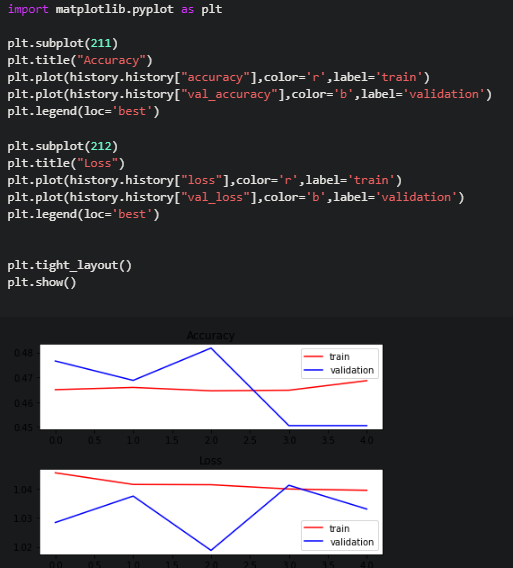 import matplotlib.pyplot as plt
plt.subplot(211)
plt.title("Accuracy")
plt.plot(history.history["accuracy"],color='r',label='train')
plt.plot(history.history["val_accuracy"],color='b',label='validation')
plt.legend(loc='best')
plt.subplot(212)
plt.title("Loss")
plt.plot(history.history["loss"],color='r',label='train')
plt.plot(history.history["val_loss"],color='b',label='validation')
plt.legend(loc='best')
plt.tight_layout()
plt.show()
Accuracy
0.48
0.47
0.46
0.45
train
validation
0.0 0.5 1.0 1.5 2.0 2.5 3.0 3.5 4.0
Loss
1.04
1.03
1.02
train
validation
0.0 0.5 1.0 1.5 2.0 2.5 3.0 3.5 4.0